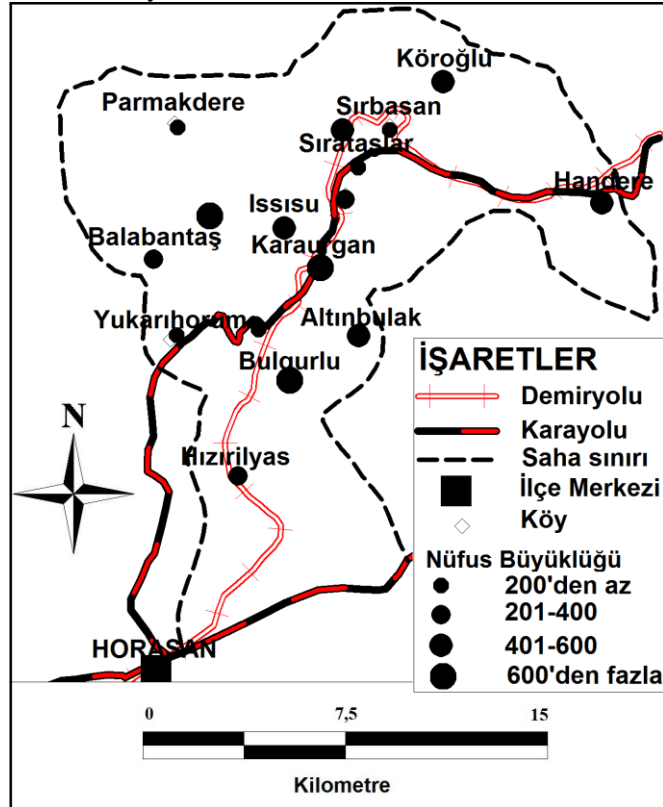 Köroğlu
Parmakdere
Sırbasan
Sırataşlar
Handere
Issısu
Balabantaş
Karaurgan
Yukarıhorum
Altınbulak
Bulgurlu
Hızırilyas
HORASAN
N
İŞARETLER
Demiryolu
Karayolu
Saha sınırı
İlçe Merkezi
Köy
Nüfus Büyüklüğü
200'den az
201-400
401-600
600'den fazla
0 7,5 15
Kilometre